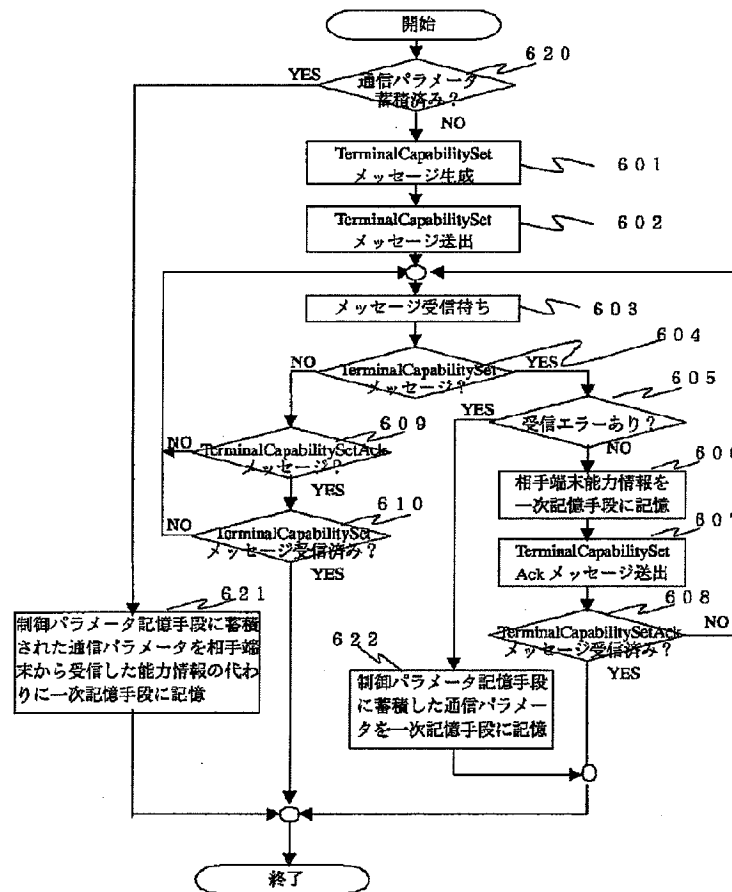 開始
620
YES
通信パラメータ
蓄積済み？
NO
TerminalCapabilitySet
メッセージ生成
601
TerminalCapabilitySet
メッセージ送出
602
メッセージ受信待ち
603
604
NO
YES
TerminalCapabilitySet
メッセージ？
605
YES
受信エラーあり？
NO
609
NO
TerminalCapabilitySetAck
メッセージ？
YES
606
相手端末能力情報を
一次記憶手段に記憶
610
NO
TerminalCapabilitySet
メッセージ受信済み？
YES
607
TerminalCapabilitySet
Ackメッセージ送出
608
TerminalCapabilitySetAck
メッセージ受信済み？
NO
YES
621
制御パラメータ記憶手段に蓄積
された通信パラメータを相手端
末から受信した能力情報の代わ
りに一次記憶手段に記憶
622
制御パラメータ記憶手段
に蓄積した通信パラメー
タを一次記憶手段に記憶
終了